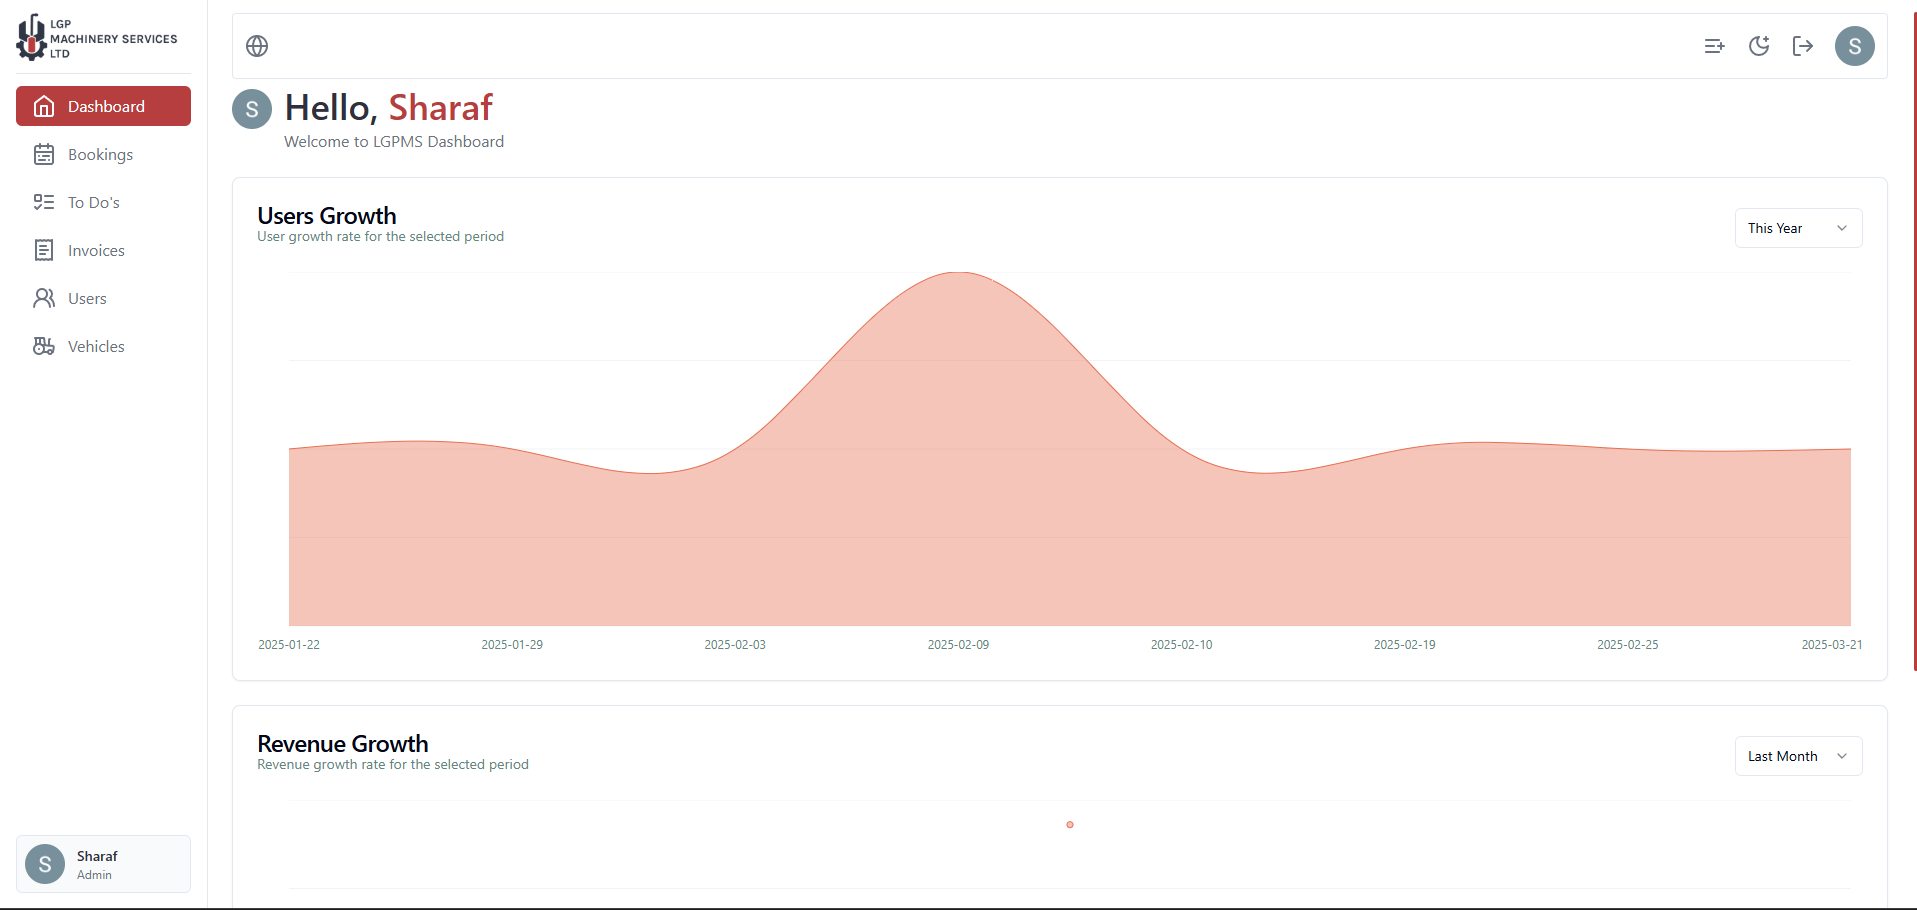 LGP
MACHINERY SERVICES
LTD
Dashboard
Bookings
To Do's
Invoices
Users
Vehicles
S
Sharaf
Admin
S
S
Hello, Sharaf
Welcome to LGPMS Dashboard
Users Growth
User growth rate for the selected period
This Year
2025-01-22 2025-01-29 2025-02-03 2025-02-09 2025-02-10 2025-02-19 2025-02-25 2025-03-21
Revenue Growth
Revenue growth rate for the selected period
Last Month